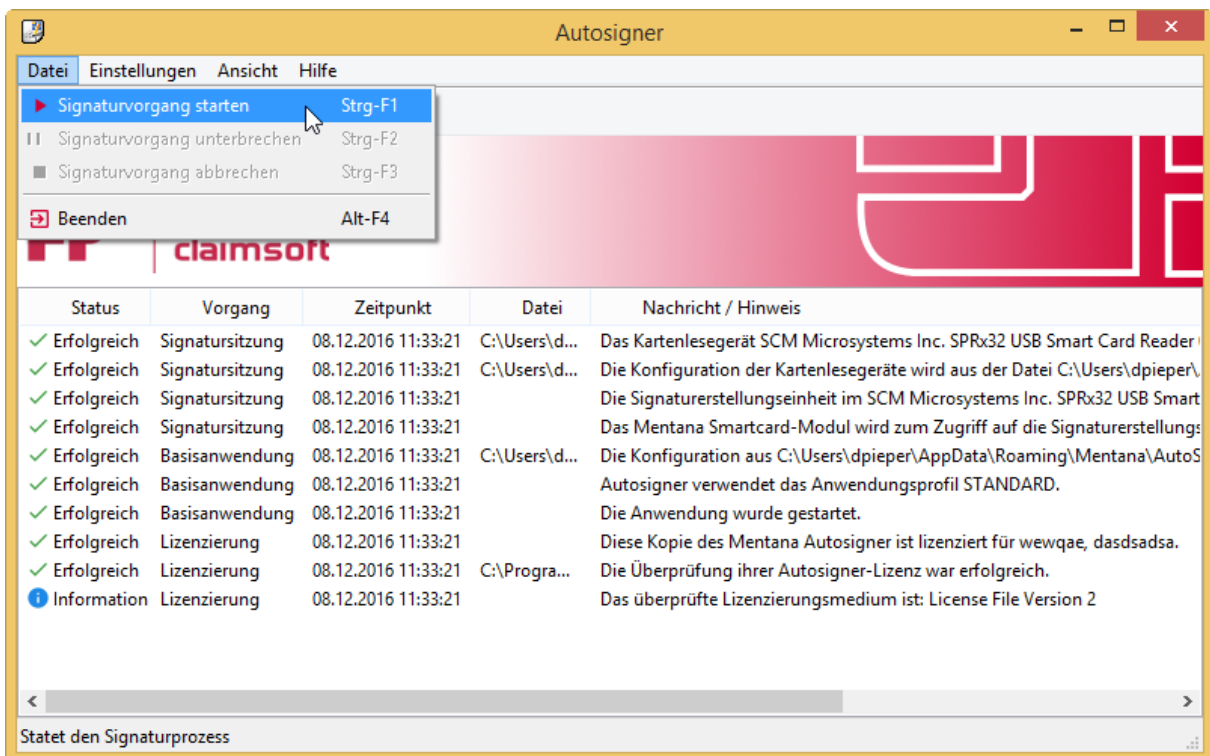 Autosigner
Datei Einstellungen Ansicht Hilfe
Signaturvorgang starten Strg-F1
Signaturvorgang unterbrechen Strg-F2
Signaturvorgang abbrechen Strg-F3
Beenden Alt-F4
FP claimsoft
Status Vorgang Zeitpunkt Datei Nachricht / Hinweis
Erfolgreich Signatursitzung 08.12.2016 11:33:21 C:\Users\d... Das Kartenlesegerät SCM Microsystems Inc. SPRx32 USB Smart Card Reader
Erfolgreich Signatursitzung 08.12.2016 11:33:21 C:\Users\d... Die Konfiguration der Kartenlesegeräte wird aus der Datei C:\Users\dpieper\
Erfolgreich Signatursitzung 08.12.2016 11:33:21 Die Signaturerstellungseinheit im SCM Microsystems Inc. SPRx32 USB Smart
Erfolgreich Signatursitzung 08.12.2016 11:33:21 Das Mentana Smartcard-Modul wird zum Zugriff auf die Signaturerstellungs
Erfolgreich Basisanwendung 08.12.2016 11:33:21 C:\Users\d... Die Konfiguration aus C:\Users\dpieper\AppData\Roaming\Mentana\AutoS
Erfolgreich Basisanwendung 08.12.2016 11:33:21 Autosigner verwendet das Anwendungsprofil STANDARD.
Erfolgreich Basisanwendung 08.12.2016 11:33:21 Die Anwendung wurde gestartet.
Erfolgreich Lizenzierung 08.12.2016 11:33:21 Diese Kopie des Mentana Autosigner ist lizenziert für wewqae, dasdsadsa.
Erfolgreich Lizenzierung 08.12.2016 11:33:21 C:\Progra... Die Überprüfung ihrer Autosigner-Lizenz war erfolgreich.
Information Lizenzierung 08.12.2016 11:33:21 Das überprüfte Lizenzierungsmedium ist: License File Version 2
Statet den Signaturprozess